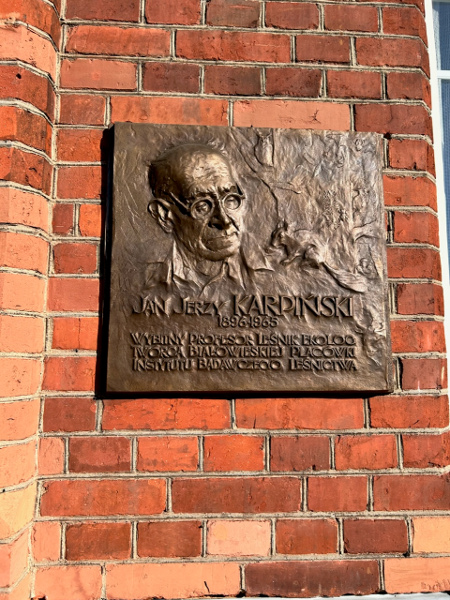 JAN JERZY KARPIŃSKI
1896-1965
WYBITNY PROFESOR LEŚNIK EKOLOG
TWÓRCA BIAŁOWIESKIEJ PLACÓWKI
INSTYTUTU BADAWCZEGO LEŚNICTWA